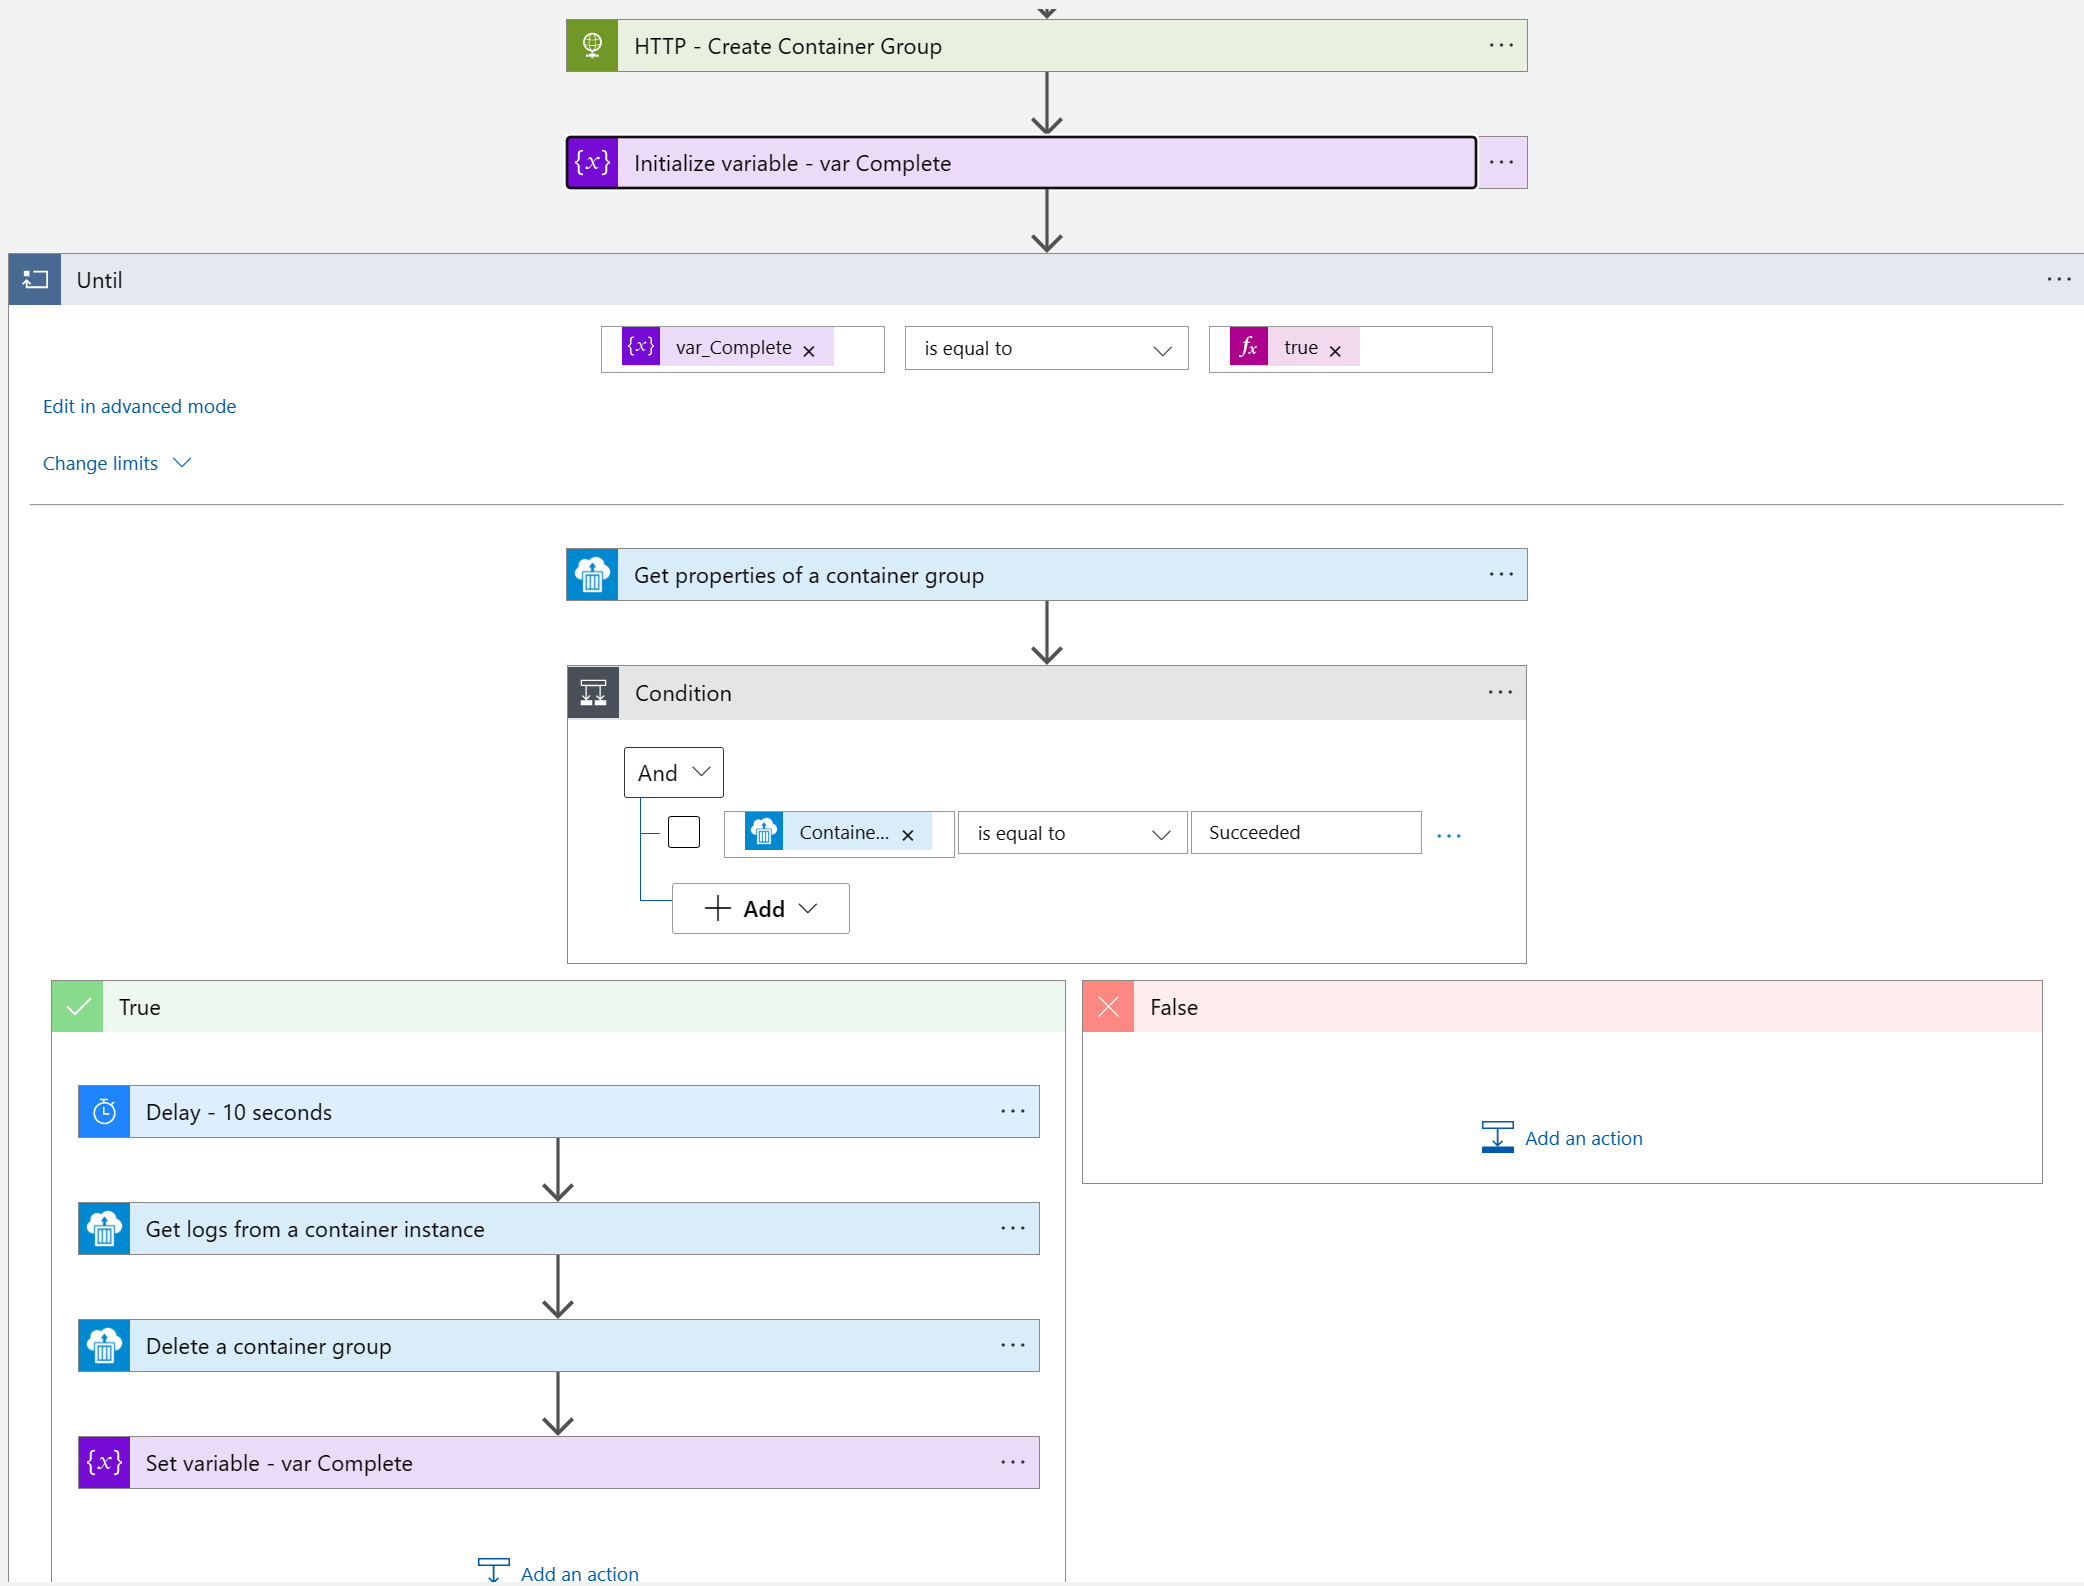 HTTP - Create Container Group
{x} Initialize variable - var Complete
Until
{x} var_Complete is equal to fx true
Edit in advanced mode
Change limits
Get properties of a container group
Condition
And
Containe... is equal to Succeeded
Add
True
False
Delay - 10 seconds
Add an action
Get logs from a container instance
Delete a container group
{x} Set variable - var Complete
Add an action